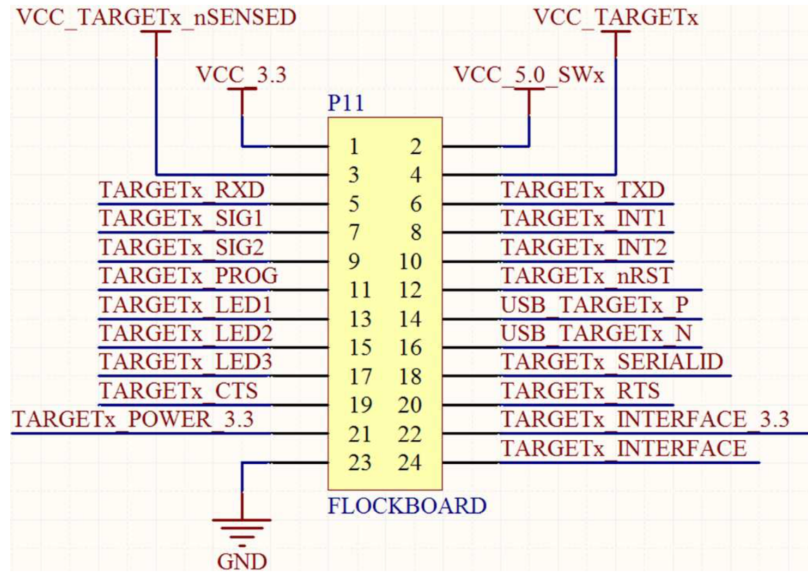 VCC_TARGETx_nSENSED VCC_TARGETx
VCC_3.3 VCC_5.0_SWx
P11
1 2
3 4
TARGETx_RXD 5 6 TARGETx_TXD
TARGETx_SIG1 7 8 TARGETx_INT1
TARGETx_SIG2 9 10 TARGETx_INT2
TARGETx_PROG 11 12 TARGETx_nRST
TARGETx_LED1 13 14 USB_TARGETx_P
TARGETx_LED2 15 16 USB_TARGETx_N
TARGETx_LED3 17 18 TARGETx_SERIALID
TARGETx_CTS 19 20 TARGETx_RTS
TARGETx_POWER_3.3 21 22 TARGETx_INTERFACE_3.3
23 24 TARGETx_INTERFACE
FLOCKBOARD
GND